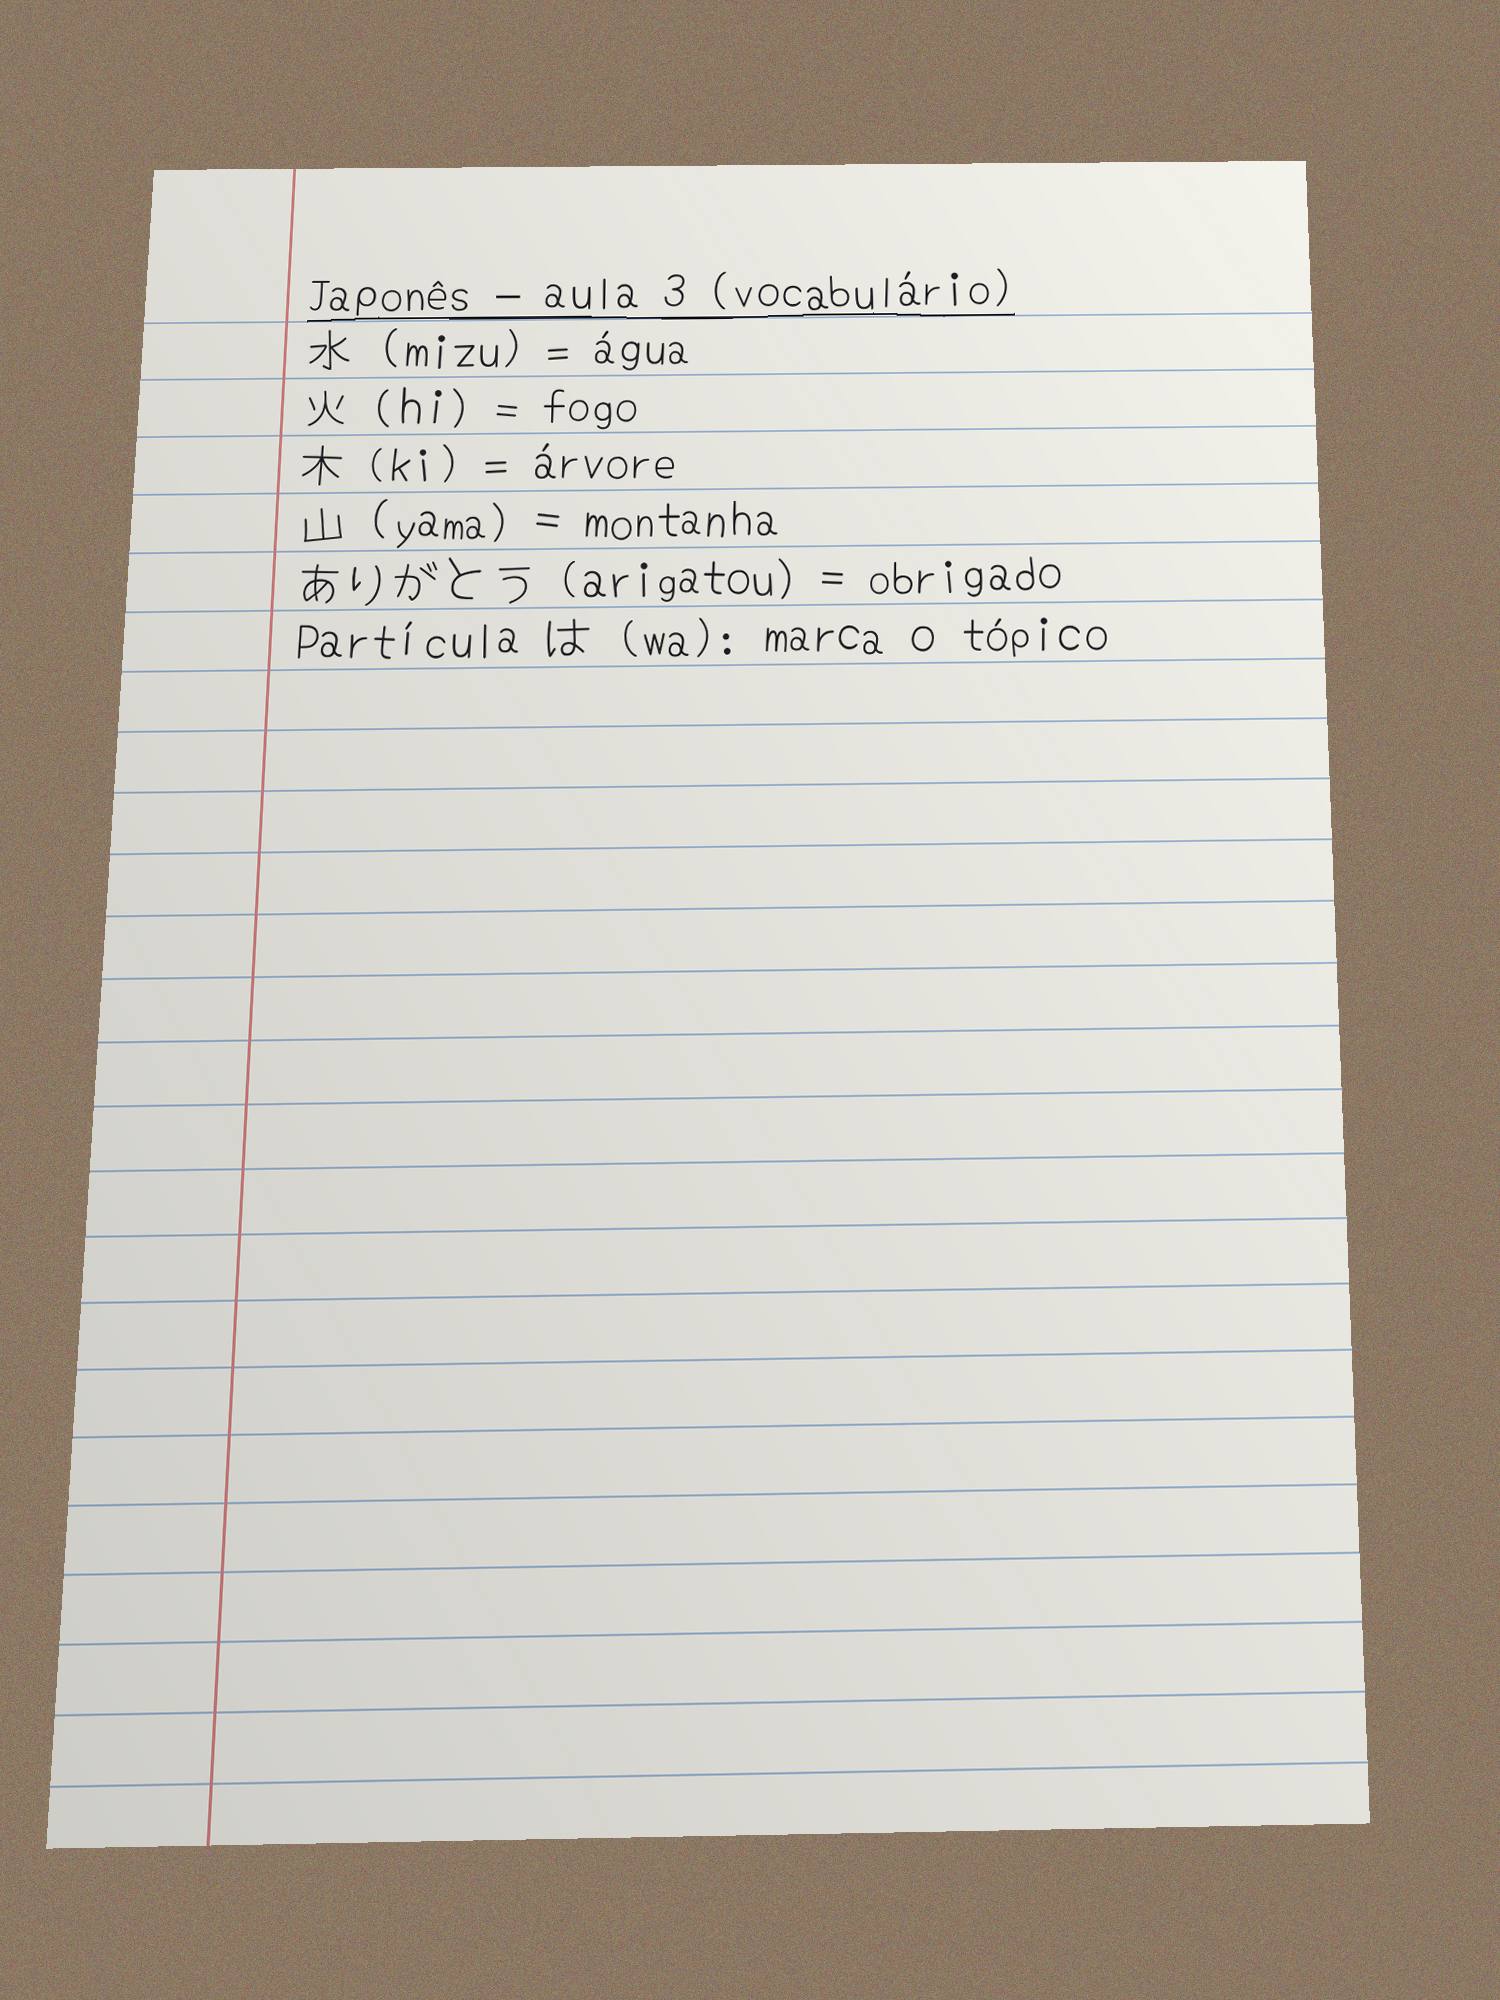 Japonês – aula 3 (vocabulário)
水 (mizu) = água
火 (hi) = fogo
木 (ki) = árvore
山 (yama) = montanha
ありがとう (arigatou) = obrigado
Partícula は (wa): marca o tópico